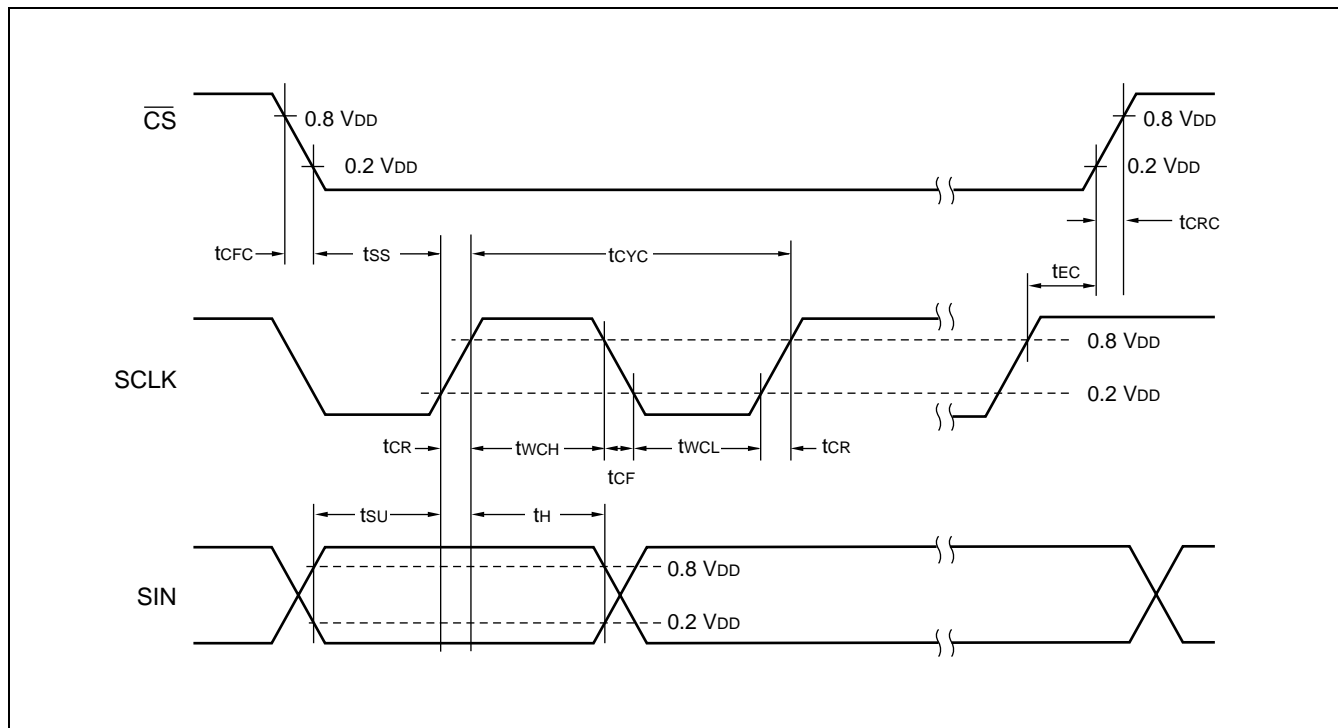 CS
0.8 VDD
0.8 VDD
0.2 VDD
0.2 VDD
tCRC
tCFC
tSS
tCYC
tEC
0.8 VDD
SCLK
0.2 VDD
tCR
tWCH
tWCL
tCR
tCF
tSU
tH
0.8 VDD
SIN
0.2 VDD